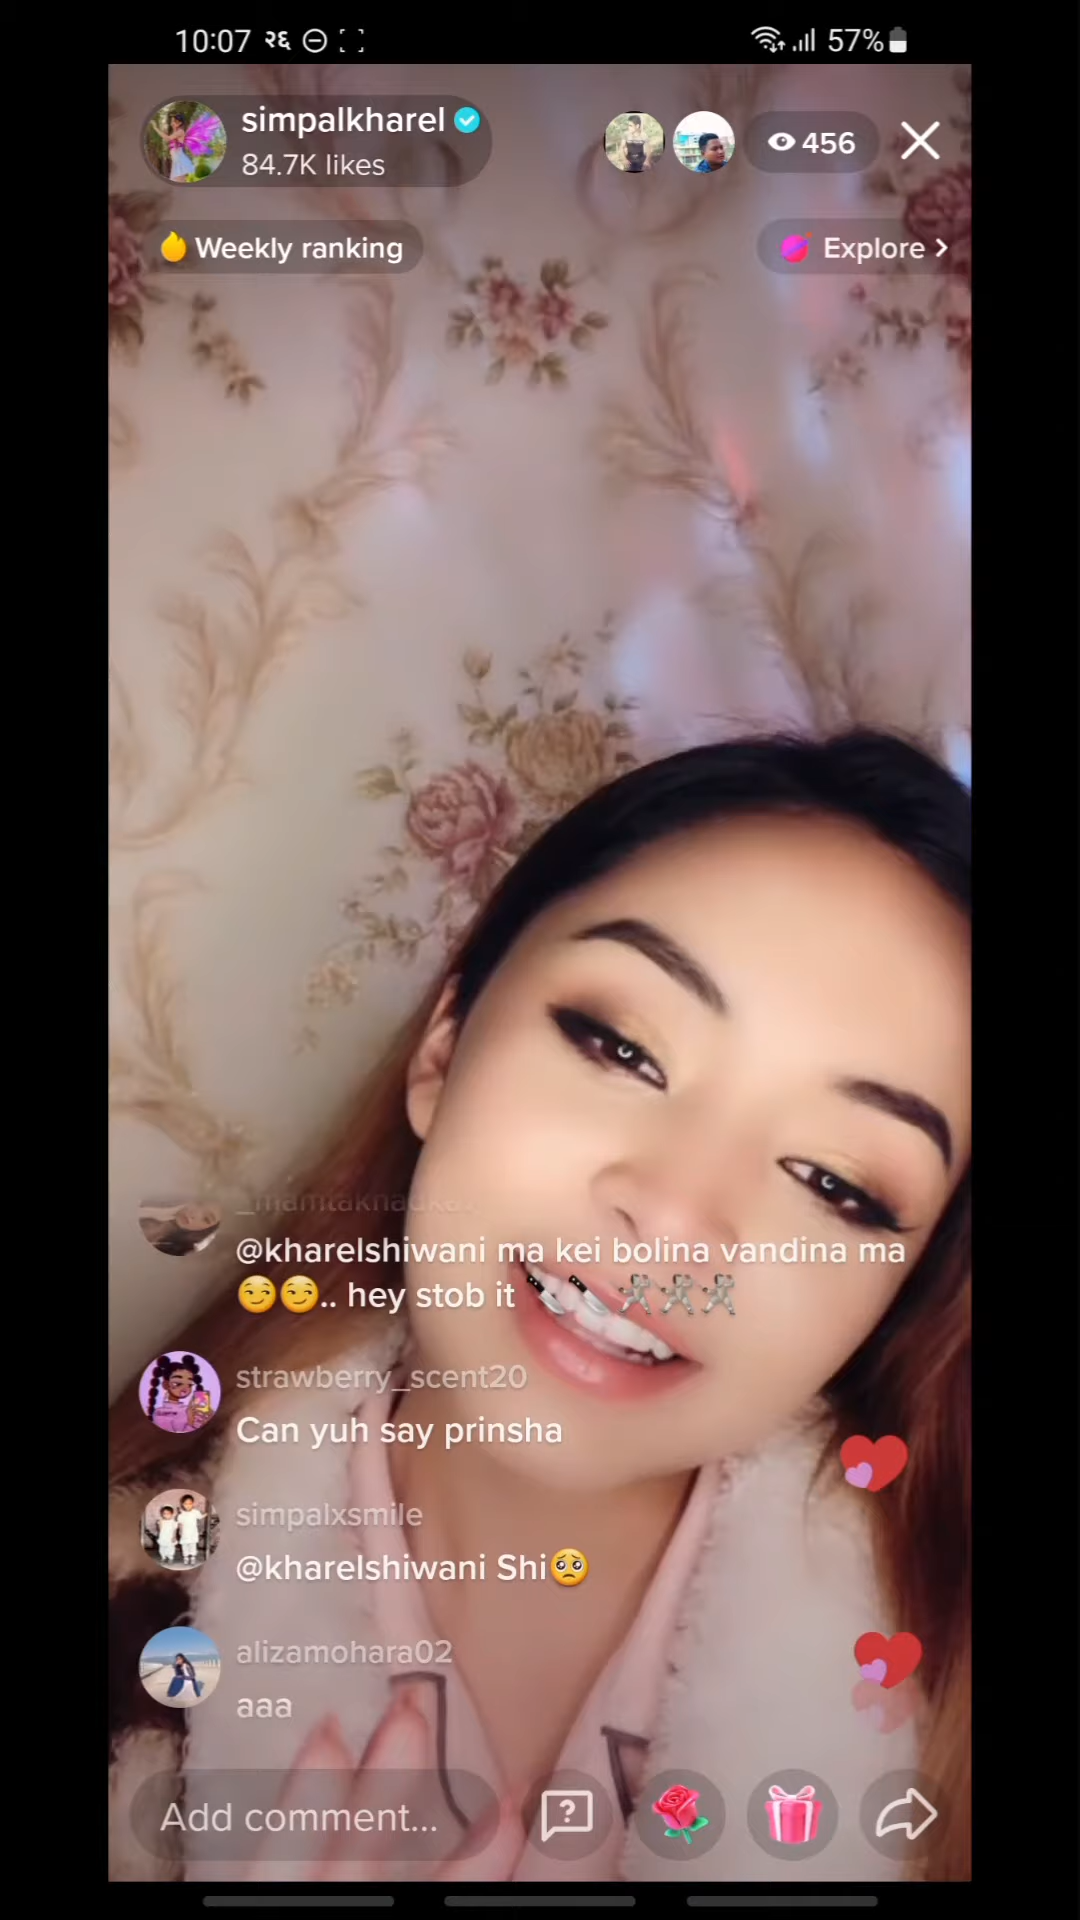 10:07 २६ 57%
simpalkharel
84.7K likes
456
Weekly ranking
Explore
@kharelshiwani ma kei bolina vandina ma
😏😏.. hey stob it 🔪🔪
strawberry_scent20
Can yuh say prinsha
simpalxsmile
@kharelshiwani Shi🥺
alizamohara02
aaa
Add comment...